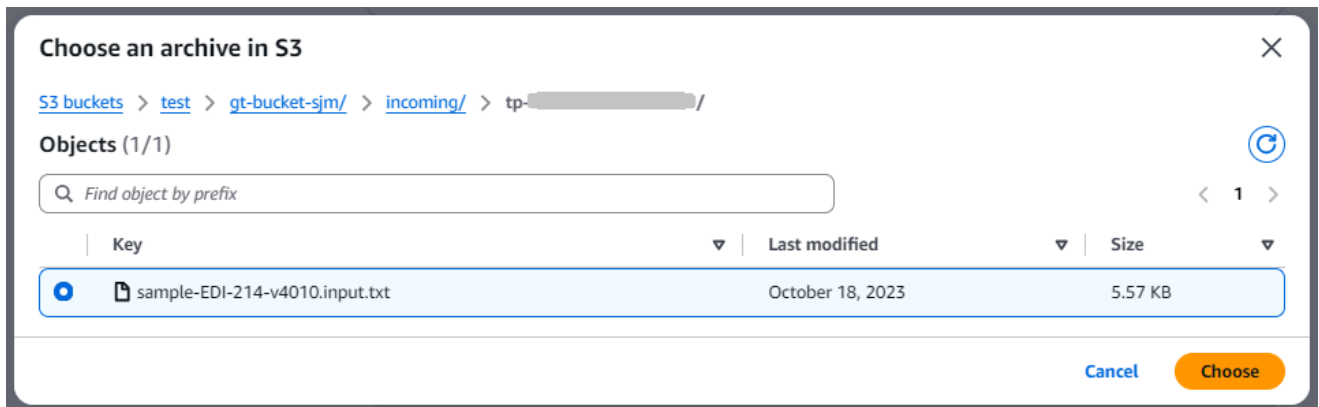 Choose an archive in S3
S3 buckets > test > gt-bucket-sjm/ > incoming/ > tp- /
Objects (1/1)
Find object by prefix
< 1 >
Key Last modified Size
sample-EDI-214-v4010.input.txt October 18, 2023 5.57 KB
Cancel Choose